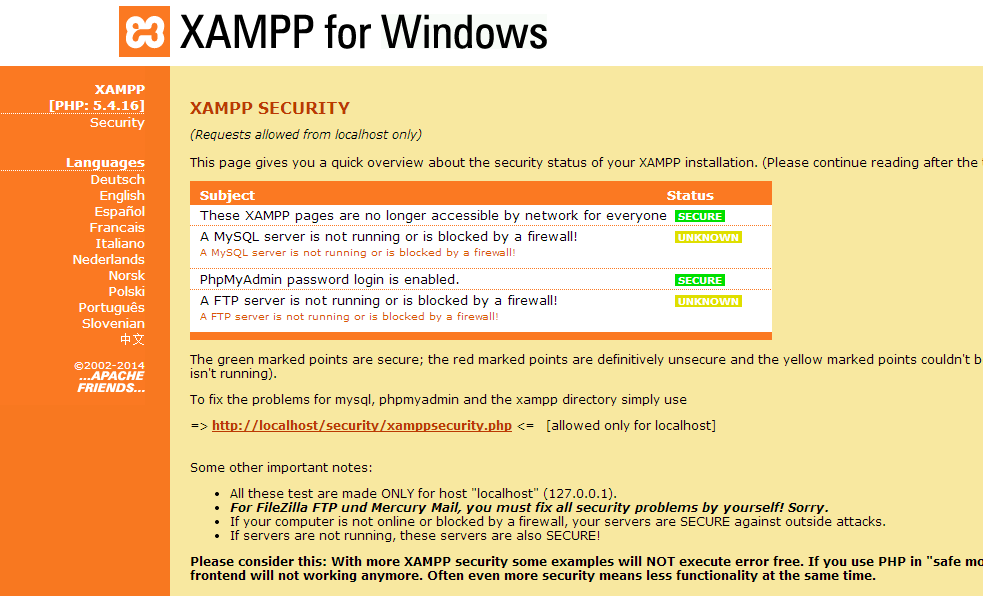 XAMPP for Windows
XAMPP
[PHP: 5.4.16]
Security
Languages
Deutsch
English
Español
Francais
Italiano
Nederlands
Norsk
Polski
Português
Slovenian
中文
©2002-2014
...APACHE
FRIENDS...
XAMPP SECURITY
(Requests allowed from localhost only)
This page gives you a quick overview about the security status of your XAMPP installation. (Please continue reading after the
Subject Status
These XAMPP pages are no longer accessible by network for everyone SECURE
A MySQL server is not running or is blocked by a firewall! UNKNOWN
A MySQL server is not running or is blocked by a firewall!
PhpMyAdmin password login is enabled. SECURE
A FTP server is not running or is blocked by a firewall! UNKNOWN
A FTP server is not running or is blocked by a firewall!
The green marked points are secure; the red marked points are definitively unsecure and the yellow marked points couldn't b
isn't running).
To fix the problems for mysql, phpmyadmin and the xampp directory simply use
=> http://localhost/security/xamppsecurity.php <= [allowed only for localhost]
Some other important notes:
• All these test are made ONLY for host "localhost" (127.0.0.1).
• For FileZilla FTP und Mercury Mail, you must fix all security problems by yourself! Sorry.
• If your computer is not online or blocked by a firewall, your servers are SECURE against outside attacks.
• If servers are not running, these servers are also SECURE!
Please consider this: With more XAMPP security some examples will NOT execute error free. If you use PHP in "safe mo
frontend will not working anymore. Often even more security means less functionality at the same time.